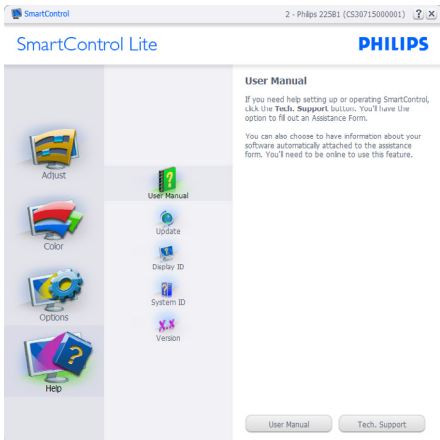 SmartControl
2 - Philips 225B1 (CS30715000001)
SmartControl Lite
PHILIPS
Adjust
Color
Options
Help
User Manual
Update
Display ID
System ID
X.X
Version
User Manual
If you need help setting up or operating SmartControl,
click the Tech. Support button. You'll have the
option to fill out an Assistance Form.
You can also choose to have information about your
software automatically attached to the assistance
form. You'll need to be online to use this feature.
User Manual
Tech. Support